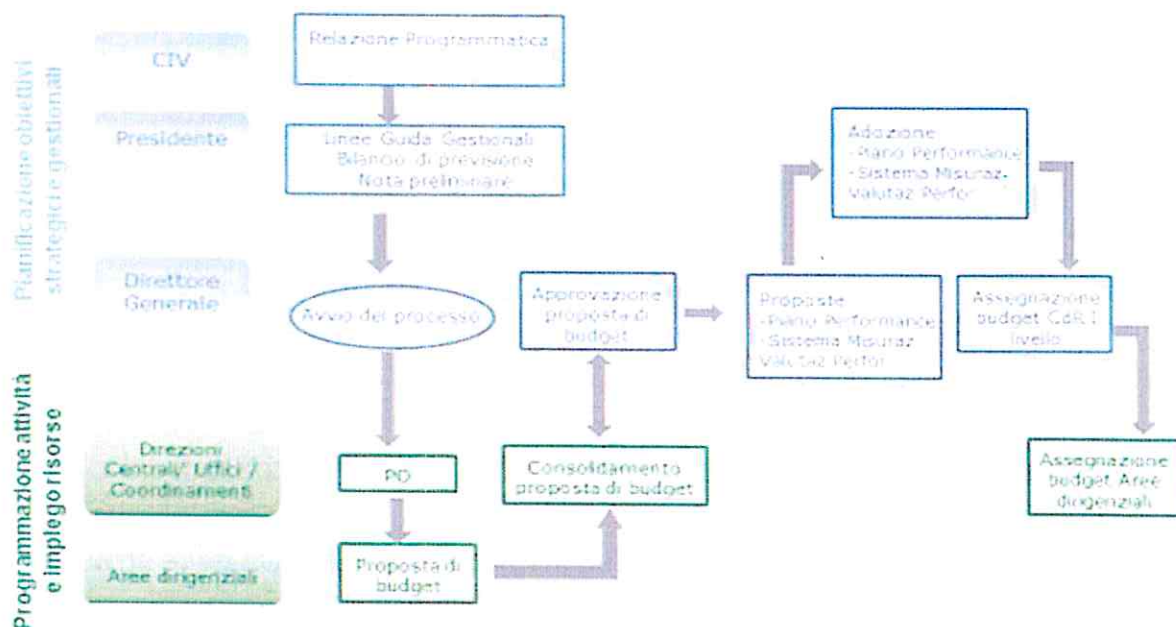 Pianificazione obiettivi
strategici e gestionali
CIV
Relazione Programmatica
Presidente
Linee Guida Gestionali
Bilancio di previsione
Nota preliminare
Adozione
-Piano Performance
-Sistema Misuraz-
Valutaz Perfor
Direttore
Generale
Avvio del processo
Approvazione
proposta di
budget
Proposte
-Piano Performance
-Sistema Misuraz
Valutaz Perfor
Assegnazione
budget CdR I
livello
Programmazione attività
e impiego risorse
Direzioni
Centrali/ Uffici /
Coordinamenti
PO
Consolidamento
proposta di budget
Assegnazione
budget Aree
dirigenziali
Aree dirigenziali
Proposta di
budget